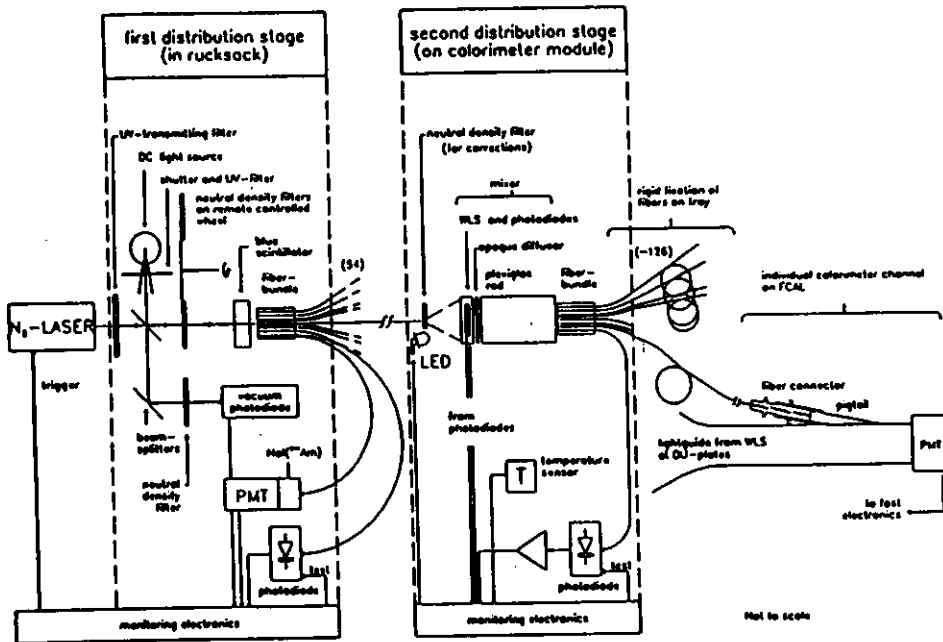 first distribution stage
(in rucksack)
second distribution stage
(on calorimeter module)
UV-transmitting filter
DC light source
shutter and UV-filter
neutral density filters
on remote controlled
wheel
blue
scintillator
fiber-
bundle
(54)
N₂-LASER
trigger
beam-
splitters
neutral
density
filter
vacuum
photodiode
PMT
test
photodiode
monitoring electronics
neutral density filter
(for corrections)
mixer
WLS and photodiodes
opaque diffusor
plexiglas
rod
fiber-
bundle
LED
from
photodiodes
T
temperature
sensor
test
photodiode
monitoring electronics
rigid fixation of
fibers on tray
(~126)
individual calorimeter channel
on FCAL
fiber connector
pigtail
lightguide from WLS
of DU-plates
PMT
to fast
electronics
Not to scale